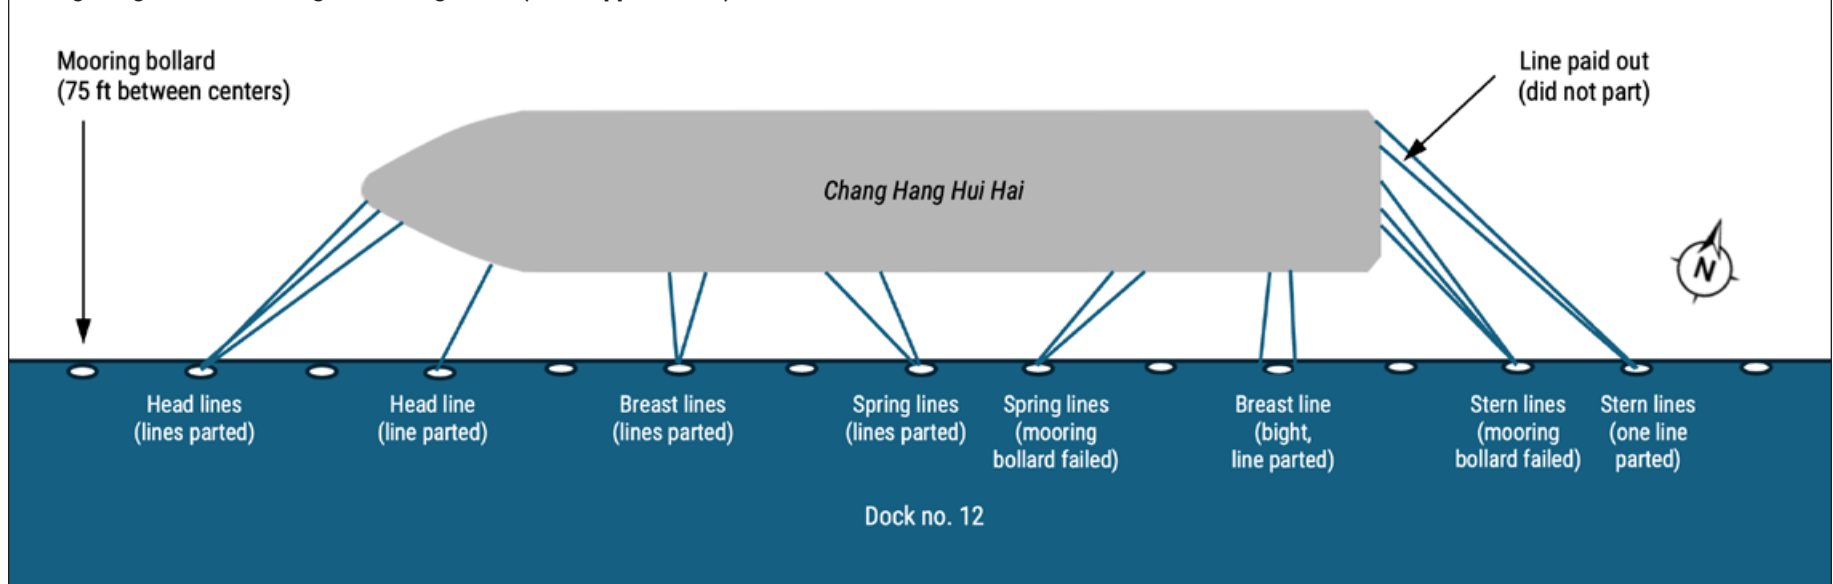 Mooring bollard
(75 ft between centers)
Line paid out
(did not part)
Chang Hang Hui Hai
N
Head lines
(lines parted)
Head line
(line parted)
Breast lines
(lines parted)
Spring lines
(lines parted)
Spring lines
(mooring
bollard failed)
Breast line
(bight,
line parted)
Stern lines
(mooring
bollard failed)
Stern lines
(one line
parted)
Dock no. 12